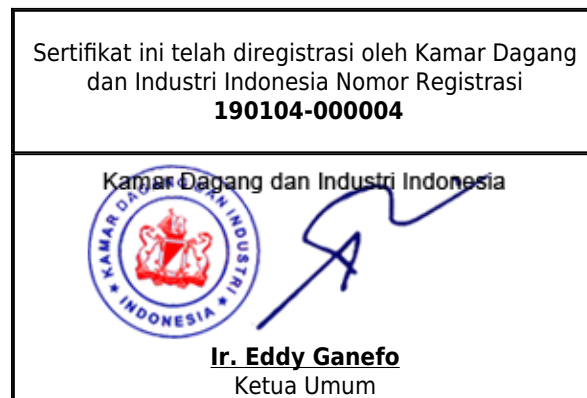 Sertifikat ini telah diregistrasi oleh Kamar Dagang
dan Industri Indonesia Nomor Registrasi
190104-000004
Kamar Dagang dan Industri Indonesia
KAMAR DAGANG DAN INDUSTRI
INDONESIA
Ir. Eddy Ganefo
Ketua Umum